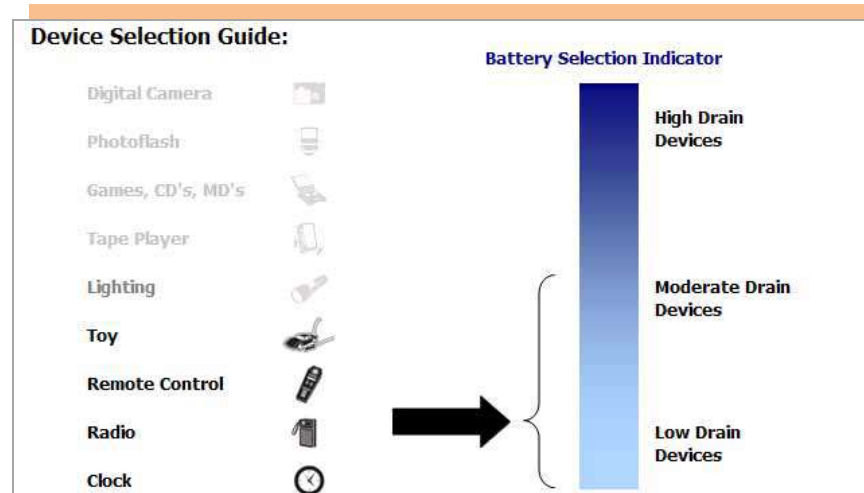 Device Selection Guide:
Battery Selection Indicator
Digital Camera
Photoflash
Games, CD's, MD's
Tape Player
Lighting
Toy
Remote Control
Radio
Clock
High Drain
Devices
Moderate Drain
Devices
Low Drain
Devices